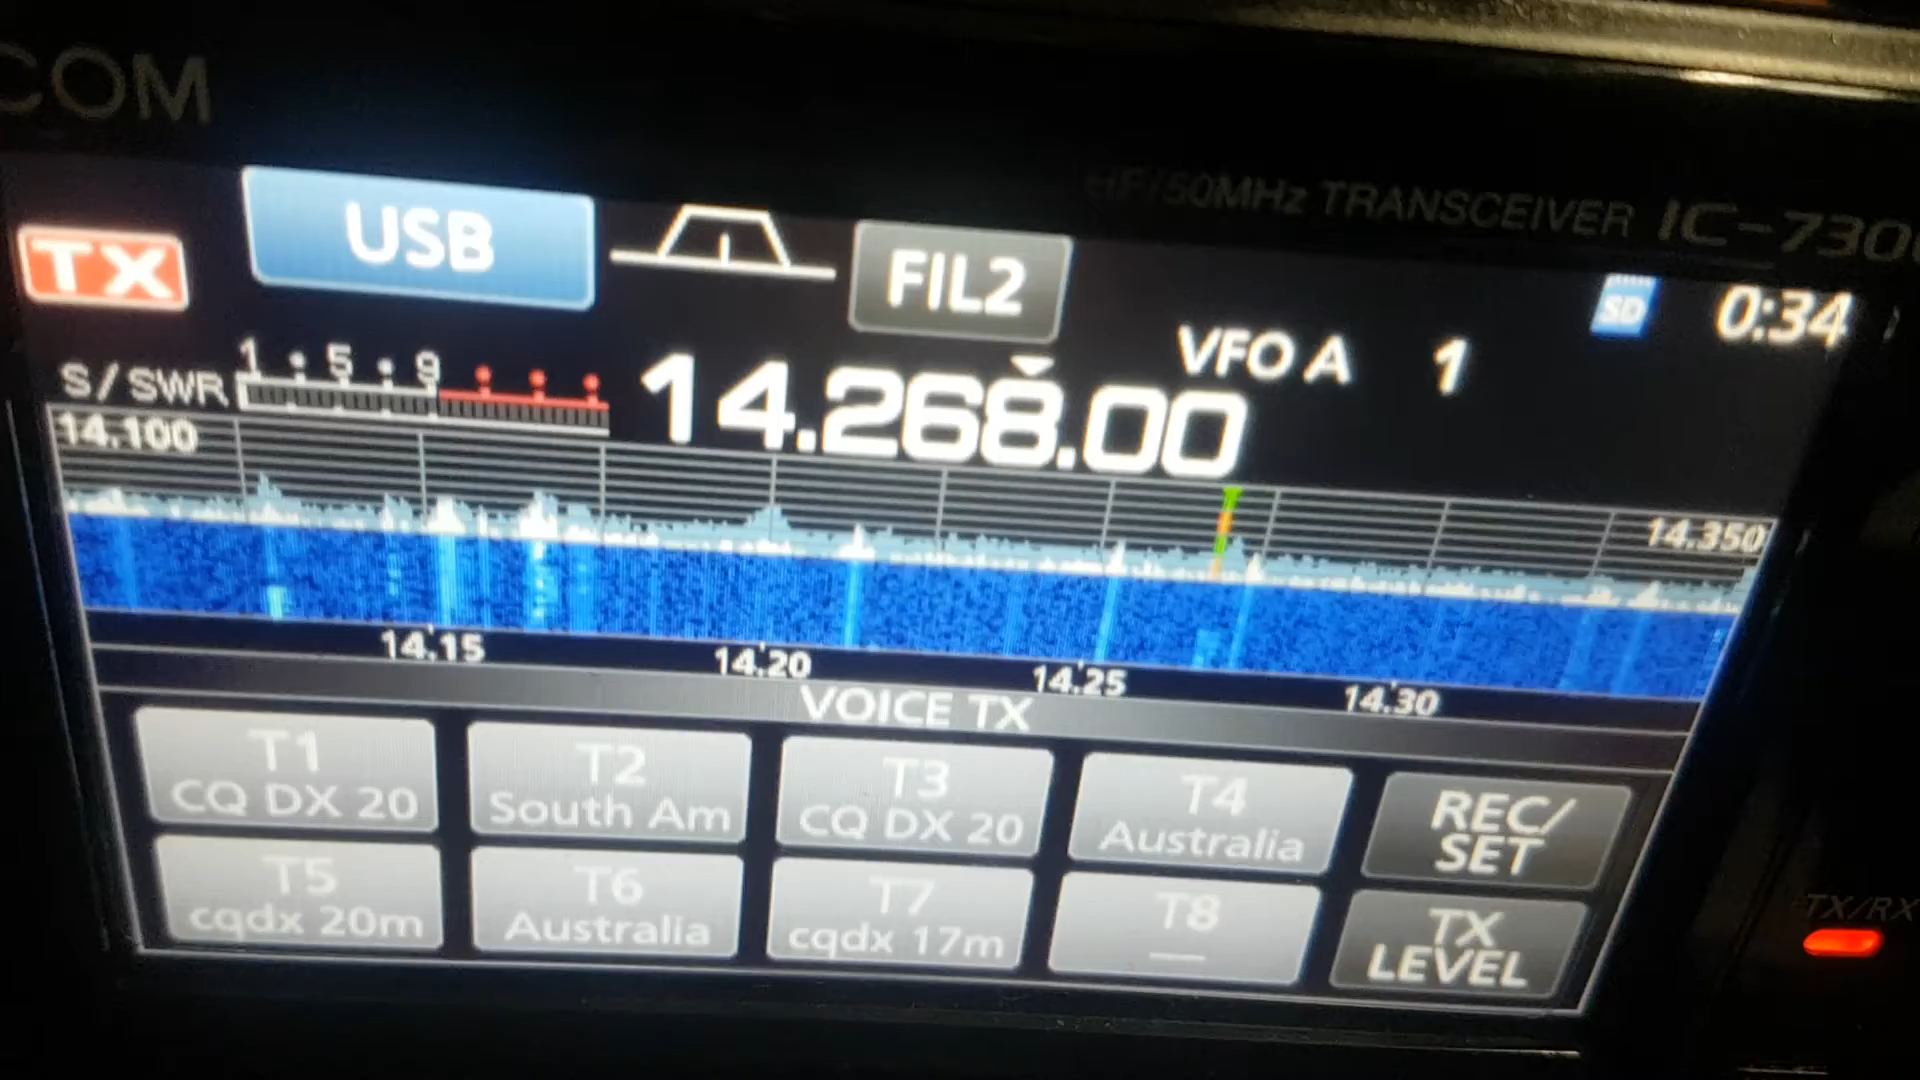 COM
HF/50MHz TRANSCEIVER IC-7300
TX
USB
FIL2
SD
0:34
VFO A
1
S/SWR
1 · 5 · 9
14.268.00
14.100
14.350
14.15
14.20
14.25
14.30
VOICE TX
T1
CQ DX 20
T2
South Am
T3
CQ DX 20
T4
Australia
REC/
SET
T5
cqdx 20m
T6
Australia
T7
cqdx 17m
T8
—
TX
LEVEL
TX/RX